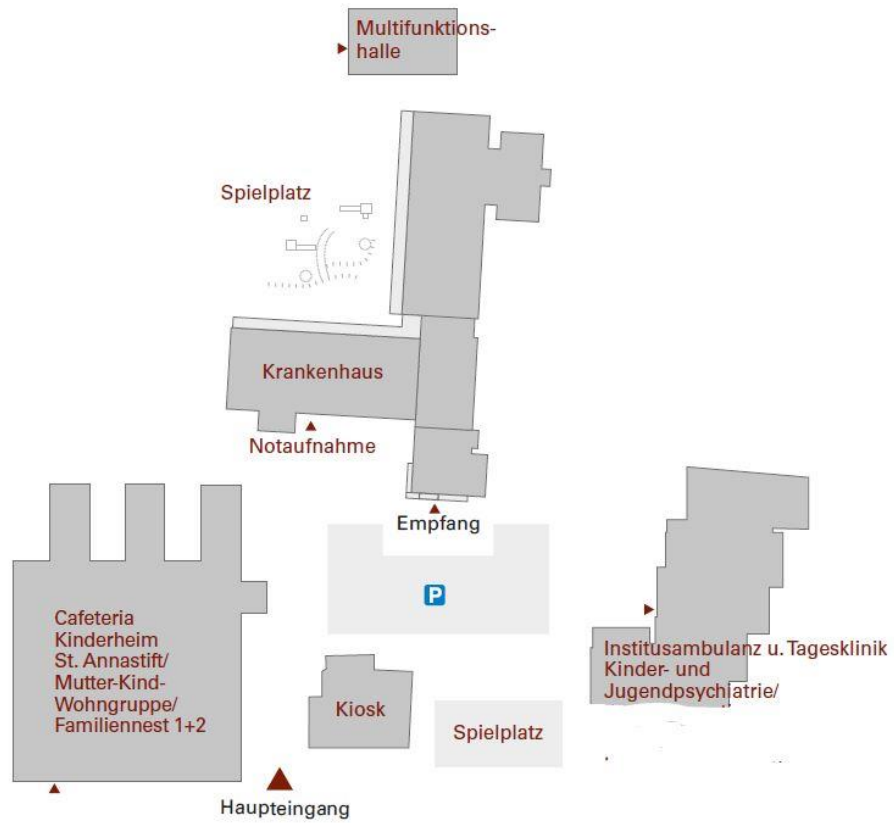 Multifunktions-
halle
Spielplatz
Krankenhaus
Notaufnahme
Empfang
P
Cafeteria
Kinderheim
St. Annastift/
Mutter-Kind-
Wohngruppe/
Familiennest 1+2
Institusambulanz u. Tagesklinik
Kinder- und
Jugendpsychiatrie/
Kiosk
Spielplatz
Haupteingang